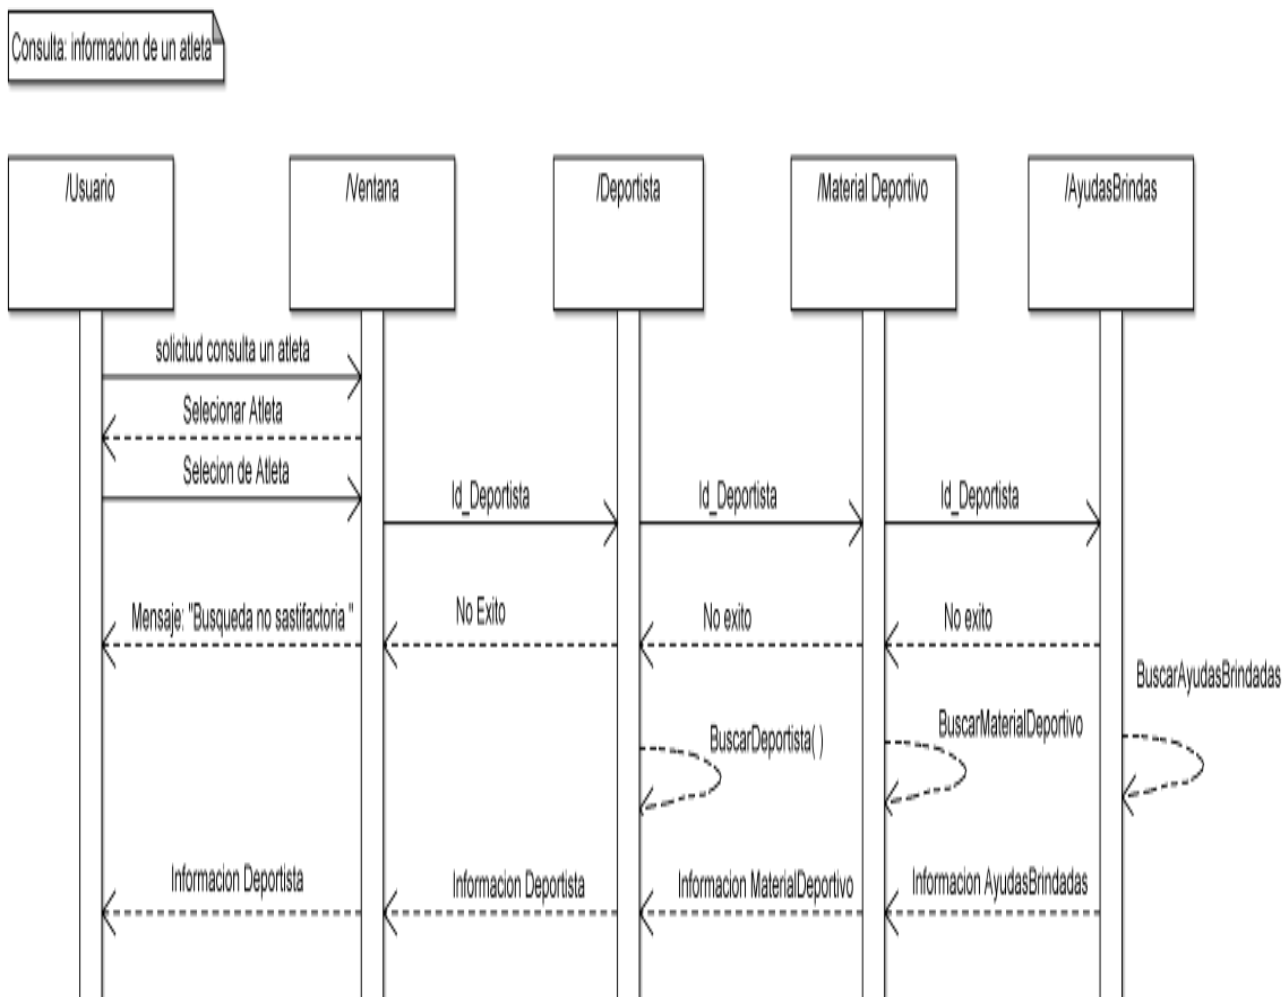 Consulta: informacion de un atleta
/Usuario
/Ventana
/Deportista
/Material Deportivo
/AyudasBrindas
solicitud consulta un atleta
Selecionar Atleta
Selecion de Atleta
Id_Deportista
Id_Deportista
Id_Deportista
Mensaje: "Busqueda no sastifactoria "
No Exito
No exito
No exito
BuscarAyudasBrindadas
BuscarDeportista( )
BuscarMaterialDeportivo
Informacion Deportista
Informacion Deportista
Informacion MaterialDeportivo
Informacion AyudasBrindadas